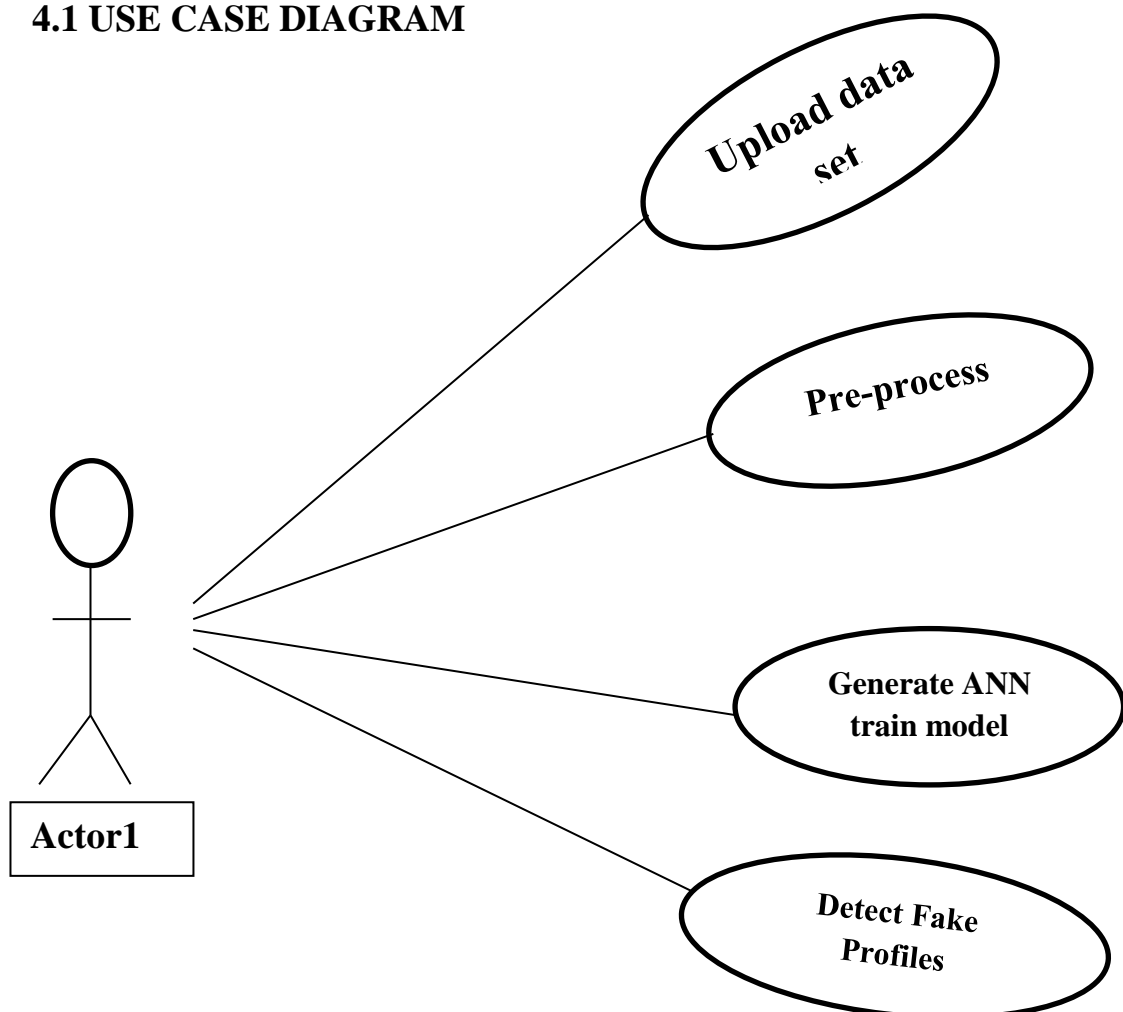 4.1 USE CASE DIAGRAM
Upload data
set
Pre-process
Generate ANN
train model
Actor1
Detect Fake
Profiles